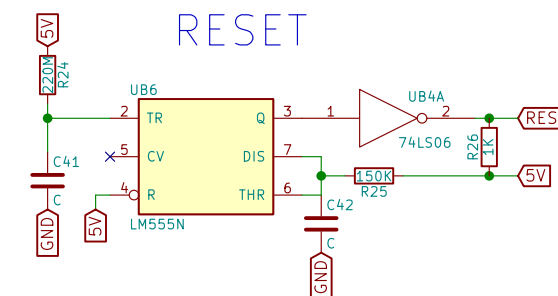 RESET
5V
220M
R24
UB6
2 TR
Q 3
1
UB4A
2
RES
74LS06
R26
1K
C41
C
GND
5 CV
DIS 7
4 R
THR 6
5V
LM555N
150K
R25
5V
C42
C
GND